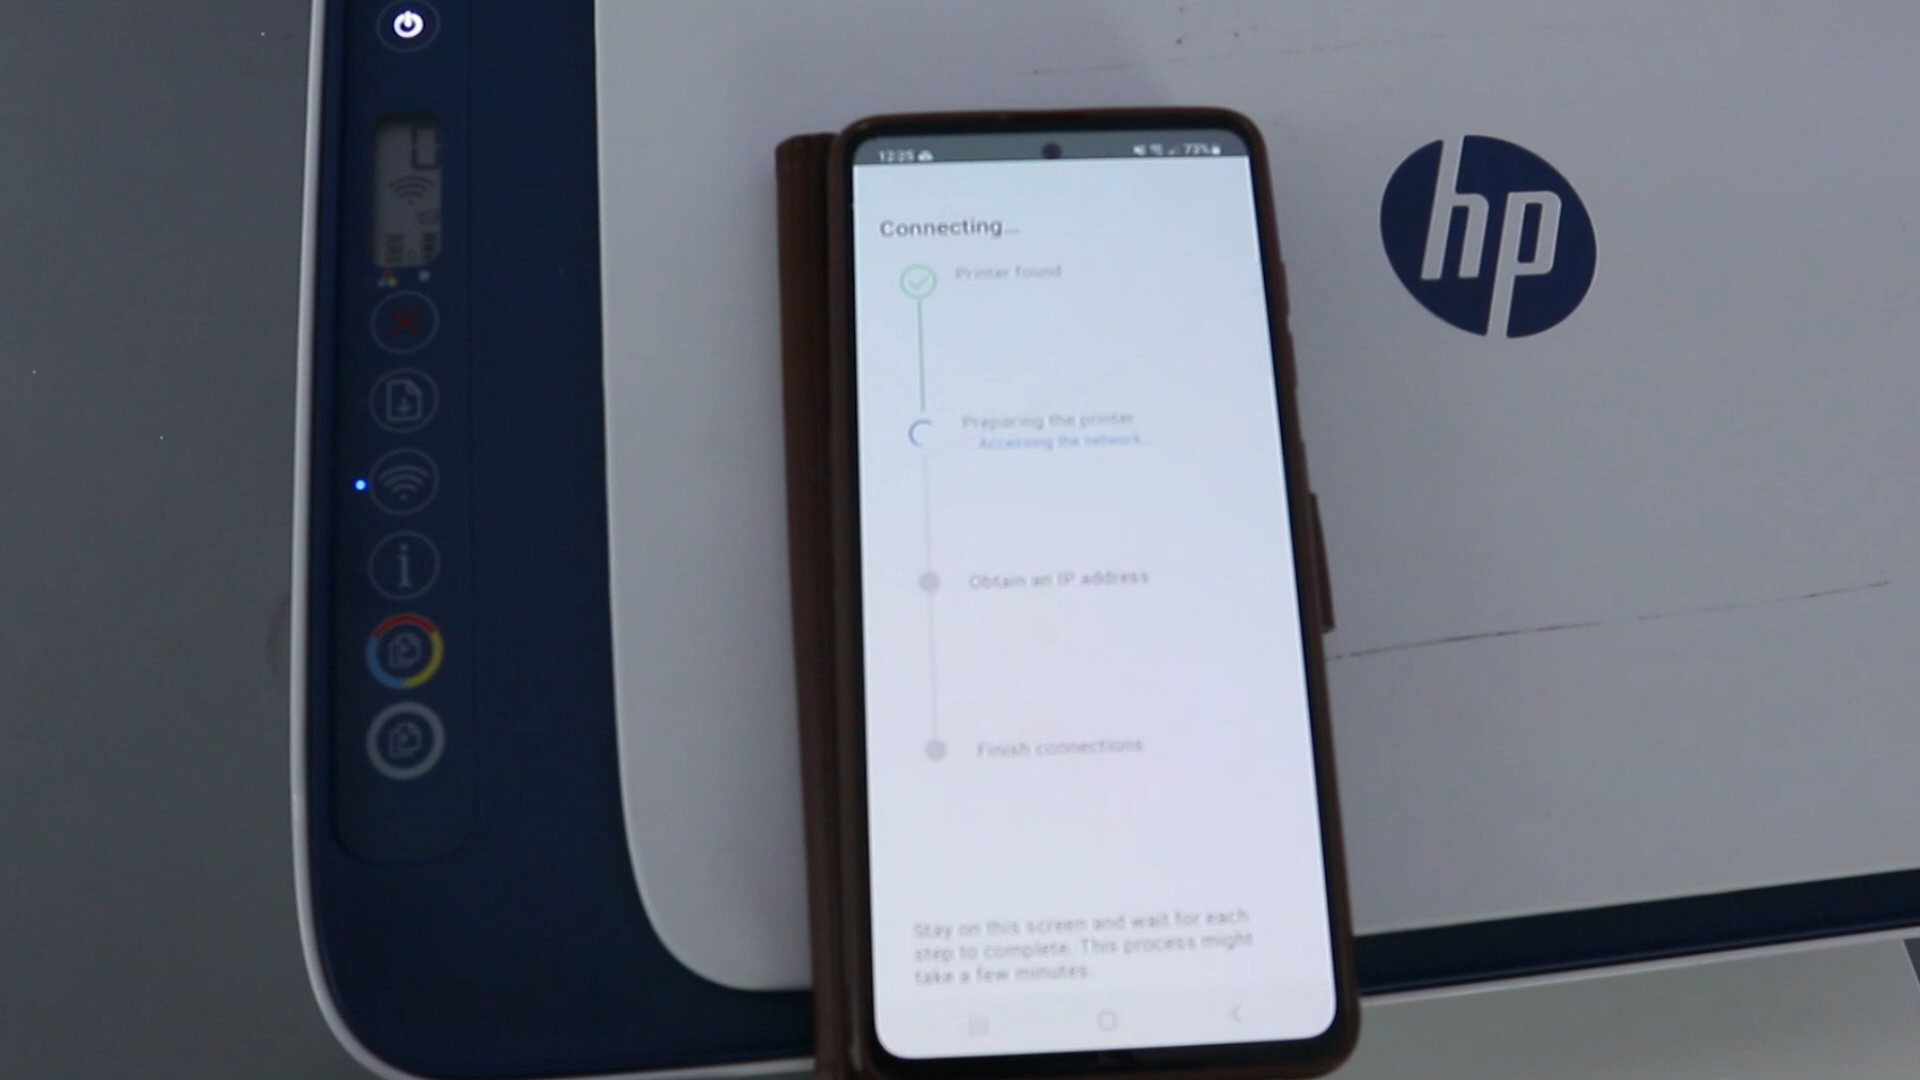 12:25
73%
Connecting...
Printer found
Preparing the printer
Accessing the network...
Obtain an IP address
Finish connections
Stay on this screen and wait for each
step to complete. This process might
take a few minutes.
hp
i